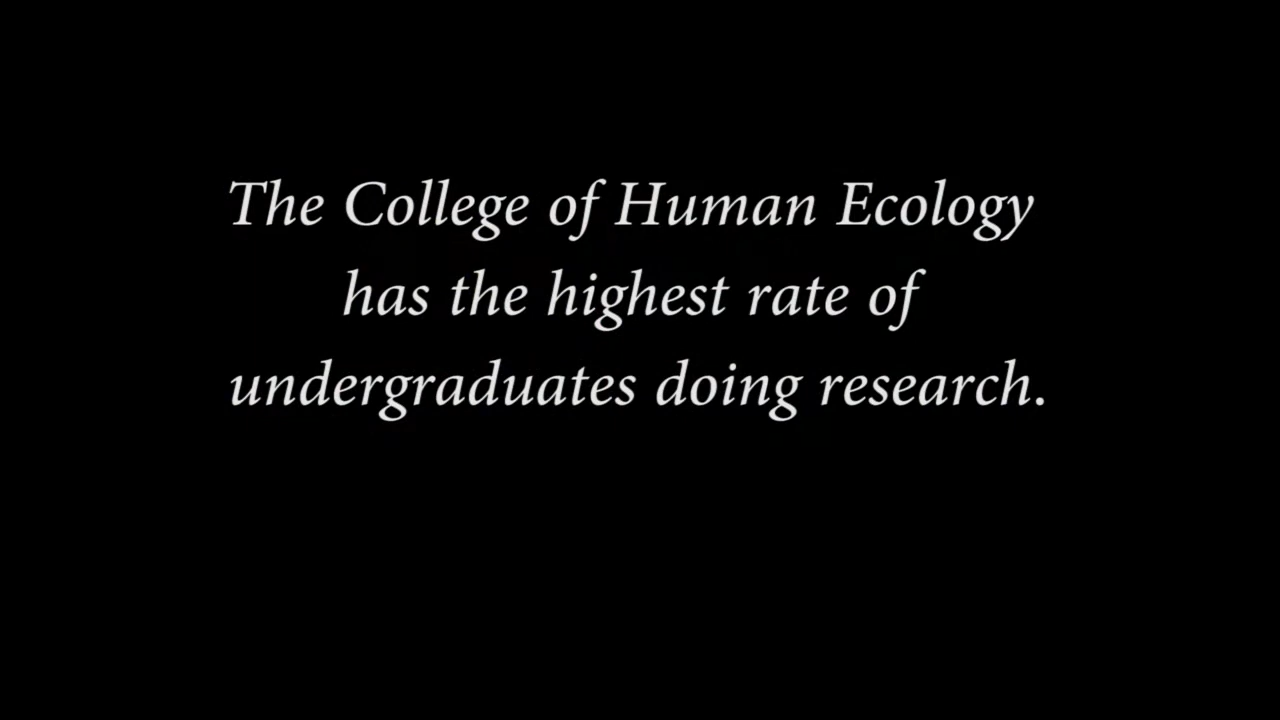 The College of Human Ecology
has the highest rate of
undergraduates doing research.